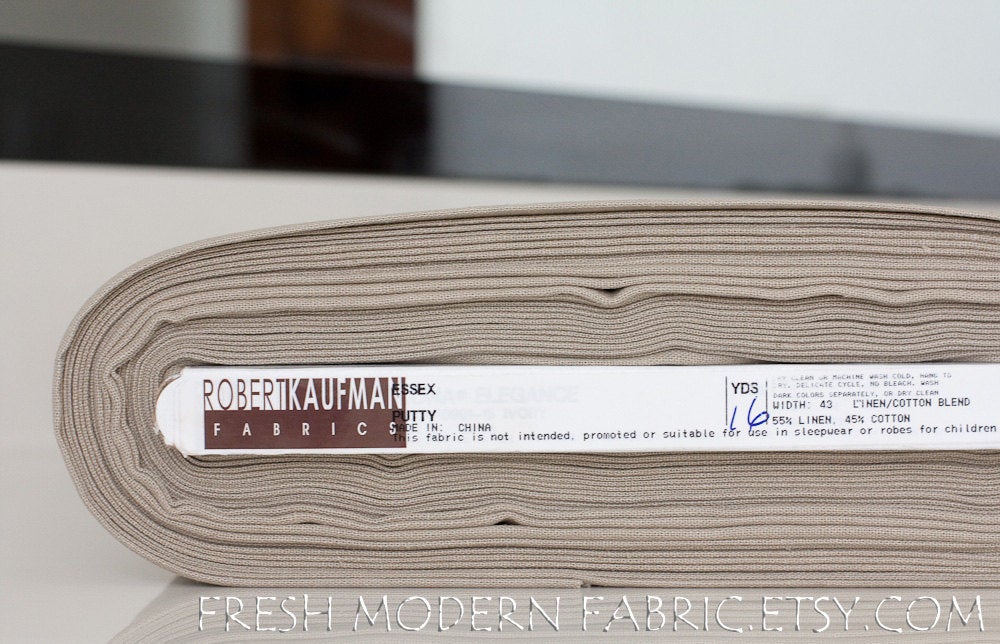 ROBERTKAUFMAN
FABRICS
ESSEX
PUTTY
MADE IN: CHINA
This fabric is not intended, promoted or suitable for use in sleepwear or robes for children
YDS
16
DRY CLEAN OR MACHINE WASH COLD, HANG TO
DRY, DELICATE CYCLE, NO BLEACH, WASH
DARK COLORS SEPARATELY, OR DRY CLEAN
WIDTH: 43 LINEN/COTTON BLEND
55% LINEN, 45% COTTON
ELEGANCE
FRESH MODERN FABRIC.ETSY.COM